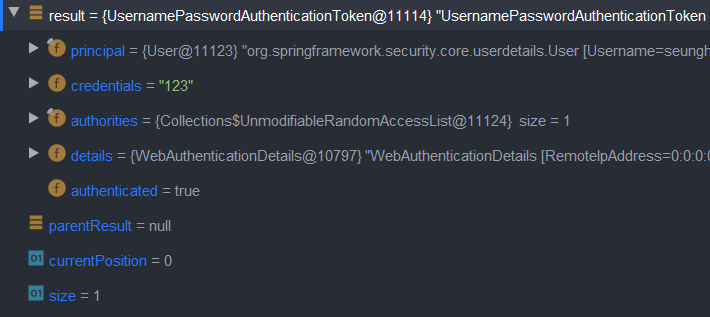 result = {UsernamePasswordAuthenticationToken@11114} "UsernamePasswordAuthenticationToken
f principal = {User@11123} "org.springframework.security.core.userdetails.User [Username=seungh
f credentials = "123"
f authorities = {Collections$UnmodifiableRandomAccessList@11124} size = 1
f details = {WebAuthenticationDetails@10797} "WebAuthenticationDetails [RemoteIpAddress=0:0:0:0
f authenticated = true
parentResult = null
01 currentPosition = 0
01 size = 1